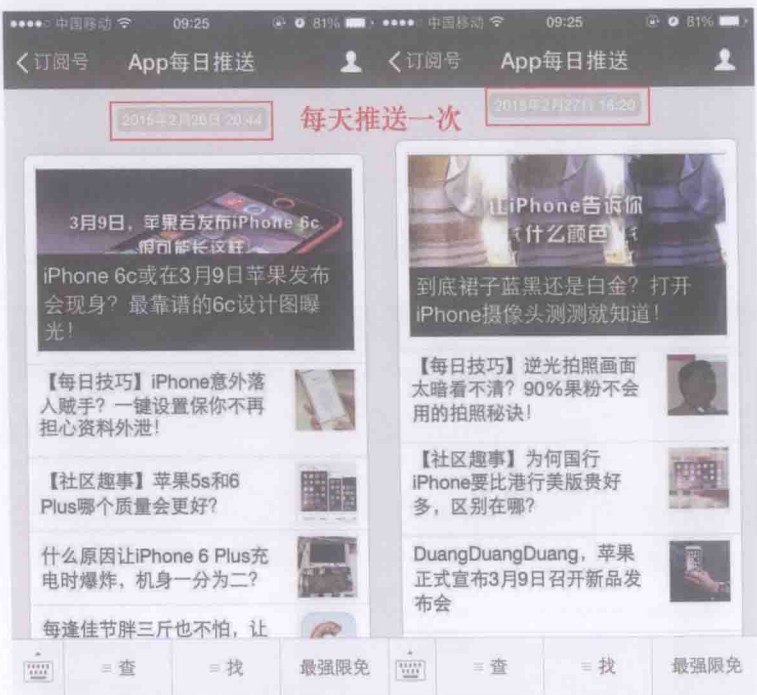 中国移动 09:25 81%
订阅号 App每日推送
2015年2月28日 20:44
3月9日，苹果若发布iPhone 6c
很可能长这样
iPhone 6c或在3月9日苹果发布
会现身？最靠谱的6c设计图曝
光！
【每日技巧】iPhone意外落
入贼手？一键设置保你不再
担心资料外泄！
【社区趣事】苹果5s和6
Plus哪个质量会更好？
什么原因让iPhone 6 Plus充
电时爆炸，机身一分为二？
每逢佳节胖三斤也不怕，让
查 找 最强限免
每天推送一次
中国移动 09:25 81%
订阅号 App每日推送
2015年2月27日 16:20
让iPhone告诉你
什么颜色
到底裙子蓝黑还是白金？打开
iPhone摄像头测测就知道！
【每日技巧】逆光拍照画面
太暗看不清？90%果粉不会
用的拍照秘诀！
【社区趣事】为何国行
iPhone要比港行美版贵好
多，区别在哪？
DuangDuangDuang，苹果
正式宣布3月9日召开新品发
布会
查 找 最强限免